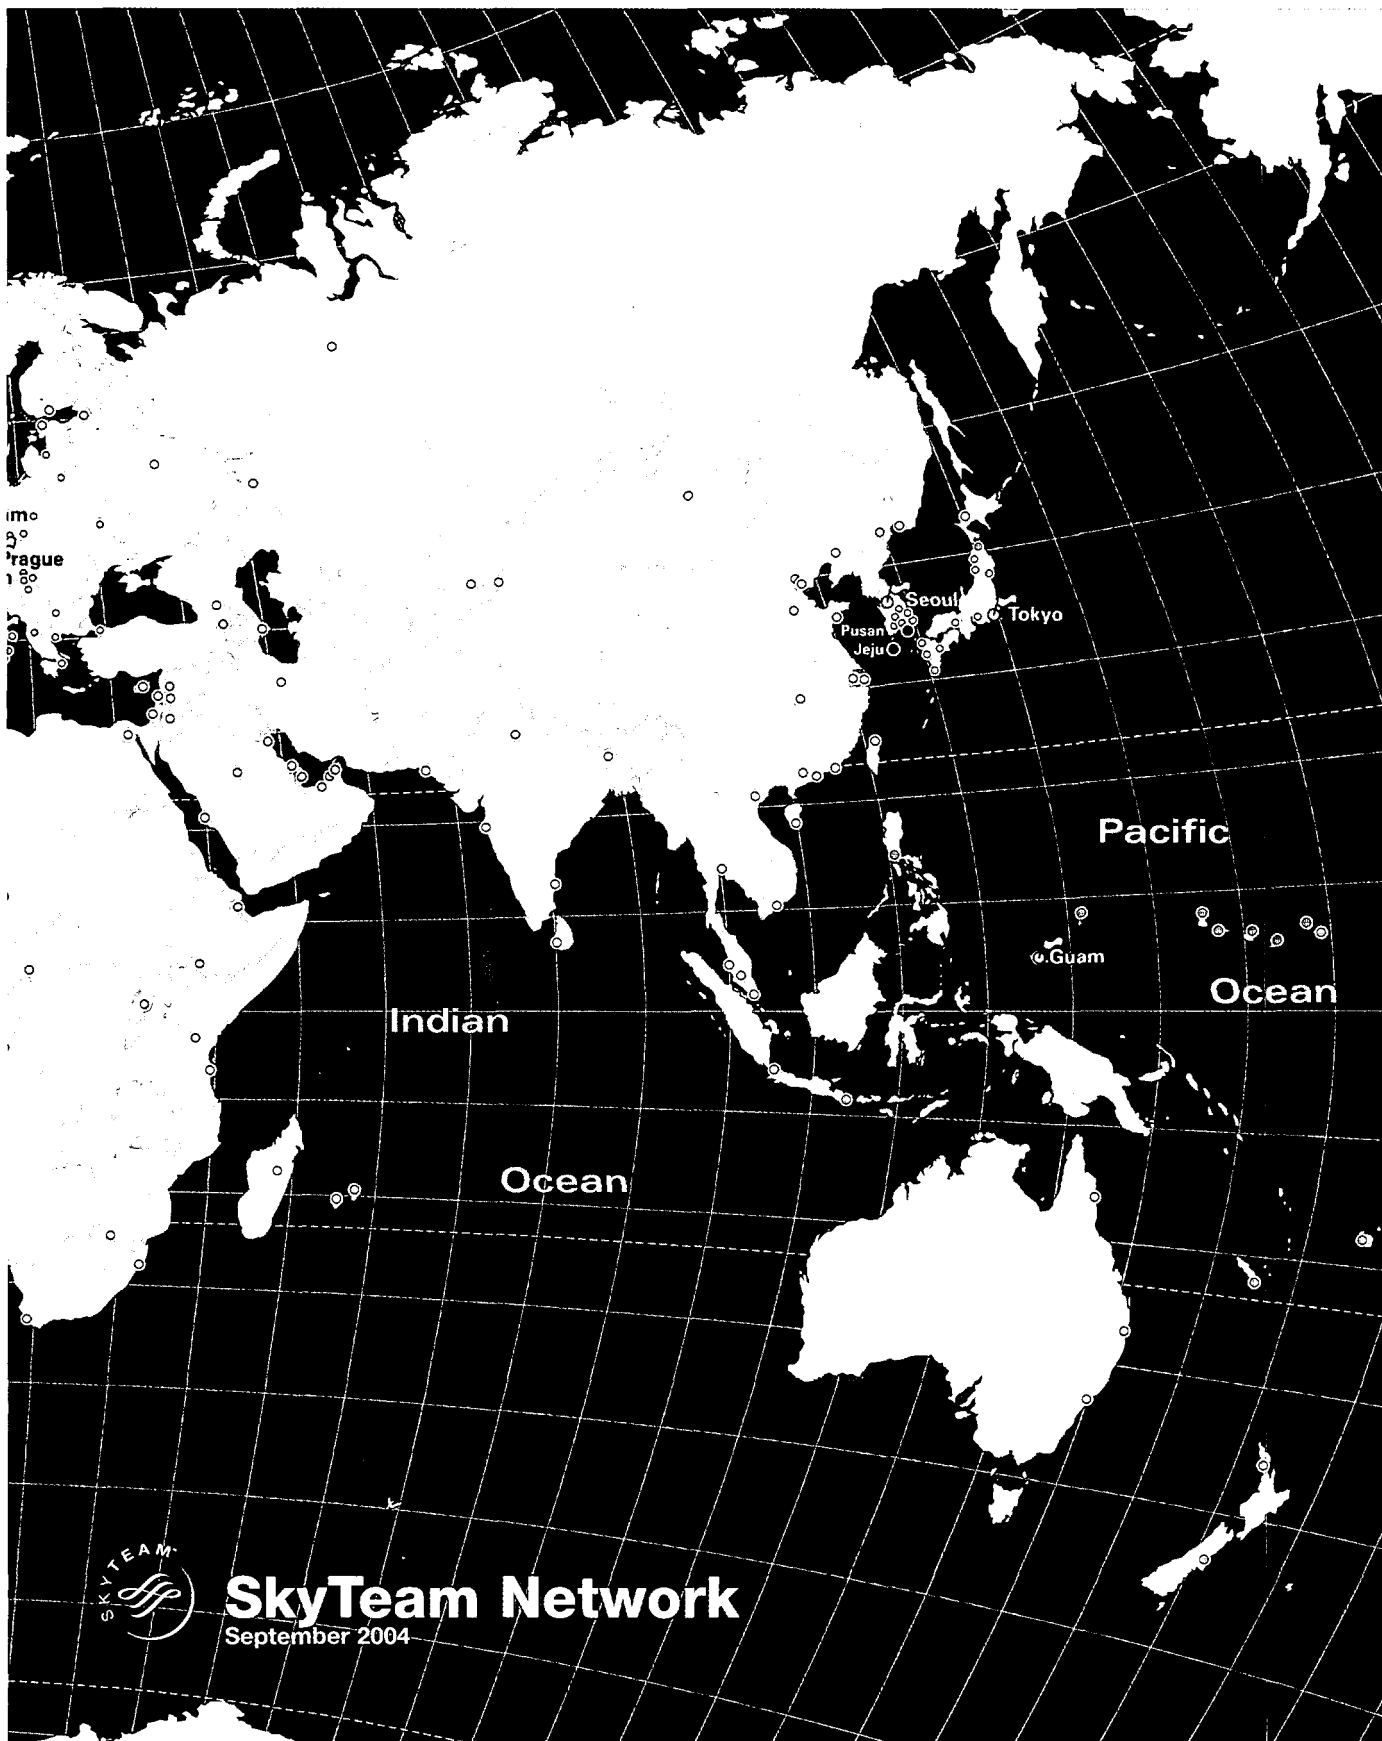 Prague
Seoul
Tokyo
Pusan
Jeju
Pacific
Guam
Ocean
Indian
Ocean
SKYTEAM
SkyTeam Network
September 2004